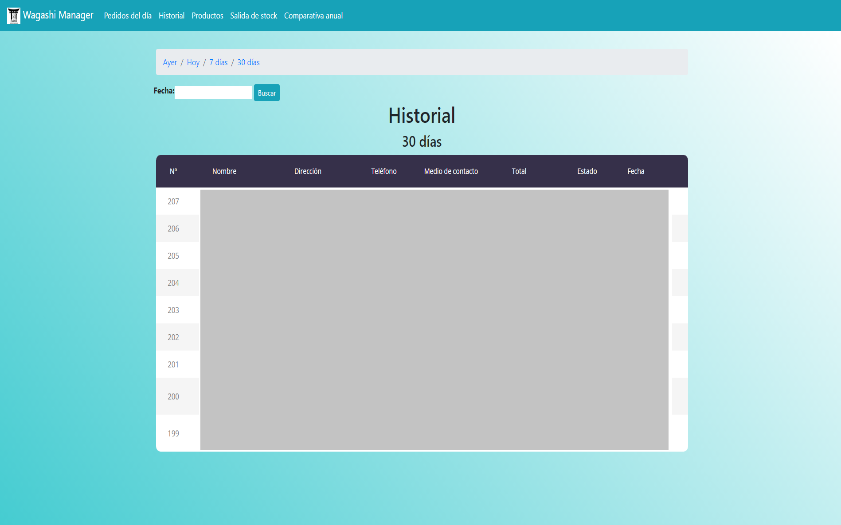 Wagashi Manager Pedidos del día Historial Productos Salida de stock Comparativa anual
Ayer / Hoy / 7 días / 30 días
Fecha: Buscar
Historial
30 días
N° Nombre Dirección Teléfono Medio de contacto Total Estado Fecha
207
206
205
204
203
202
201
200
199